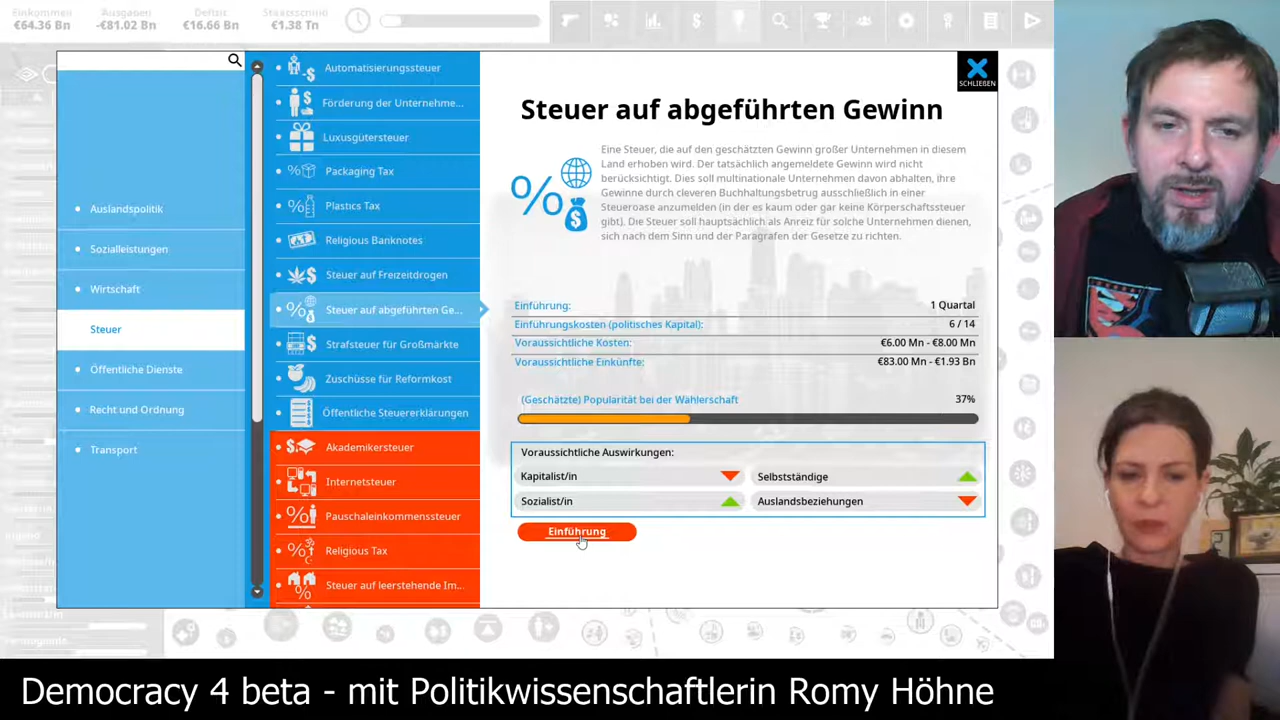 Einkommen
€64.36 Bn
Ausgaben
-€81.02 Bn
Defizit
€16.66 Bn
Staatsschuld
€1.38 Tn
SCHLIEßEN
Auslandspolitik
Sozialleistungen
Wirtschaft
Steuer
Öffentliche Dienste
Recht und Ordnung
Transport
Automatisierungssteuer
Förderung der Unternehme...
Luxusgütersteuer
Packaging Tax
Plastics Tax
Religious Banknotes
Steuer auf Freizeitdrogen
Steuer auf abgeführten Ge...
Strafsteuer für Großmärkte
Zuschüsse für Reformkost
Öffentliche Steuererklärungen
Akademikersteuer
Internetsteuer
Pauschaleinkommenssteuer
Religious Tax
Steuer auf leerstehende Im...
Steuer auf abgeführten Gewinn
Eine Steuer, die auf den geschätzten Gewinn großer Unternehmen in diesem
Land erhoben wird. Der tatsächlich angemeldete Gewinn wird nicht
berücksichtigt. Dies soll multinationale Unternehmen davon abhalten, ihre
Gewinne durch cleveren Buchhaltungsbetrug ausschließlich in einer
Steueroase anzumelden (in der es kaum oder gar keine Körperschaftssteuer
gibt). Die Steuer soll hauptsächlich als Anreiz für solche Unternehmen dienen,
sich nach dem Sinn und der Paragrafen der Gesetze zu richten.
Einführung: 1 Quartal
Einführungskosten (politisches Kapital): 6 / 14
Voraussichtliche Kosten: €6.00 Mn - €8.00 Mn
Voraussichtliche Einkünfte: €83.00 Mn - €1.93 Bn
(Geschätzte) Popularität bei der Wählerschaft 37%
Voraussichtliche Auswirkungen:
Kapitalist/in Selbstständige
Sozialist/in Auslandsbeziehungen
Einführung
Democracy 4 beta - mit Politikwissenschaftlerin Romy Höhne